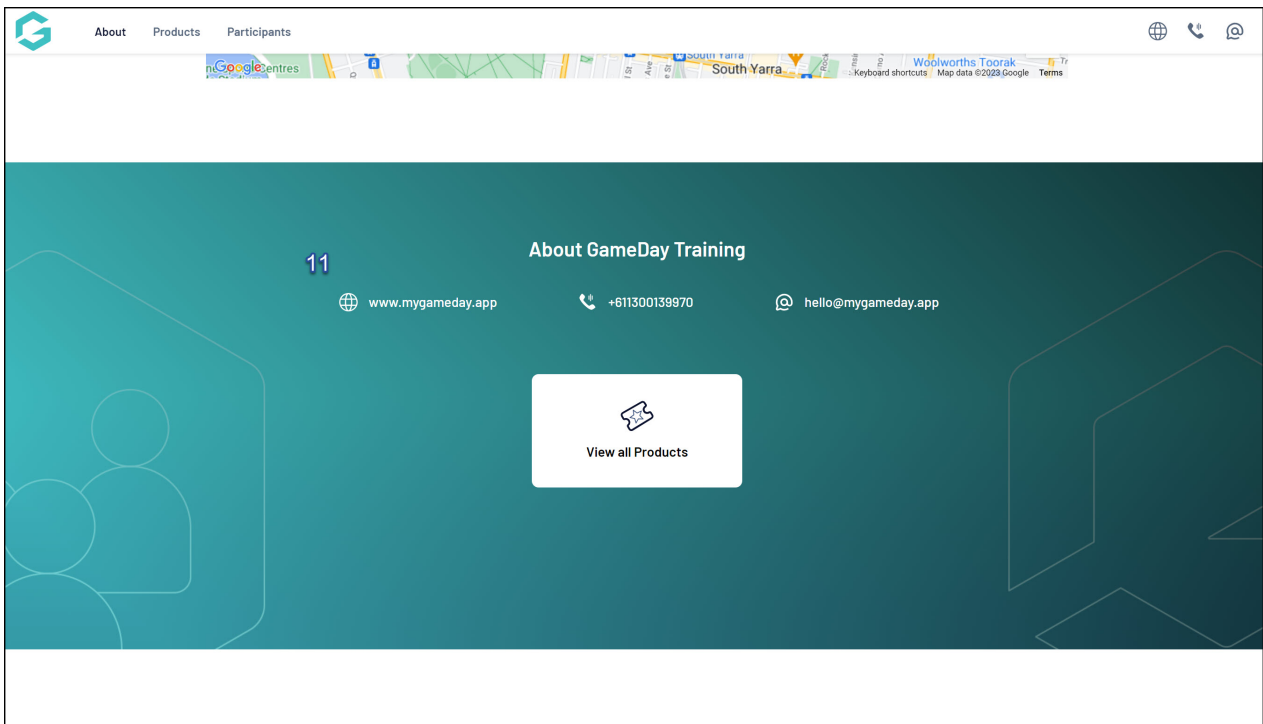 About Products Participants
Google
centres
South Yarra
South Yarra
Woolworths Toorak
Keyboard shortcuts Map data ©2023 Google Terms
About GameDay Training
11
www.mygameday.app +611300139970 hello@mygameday.app
View all Products